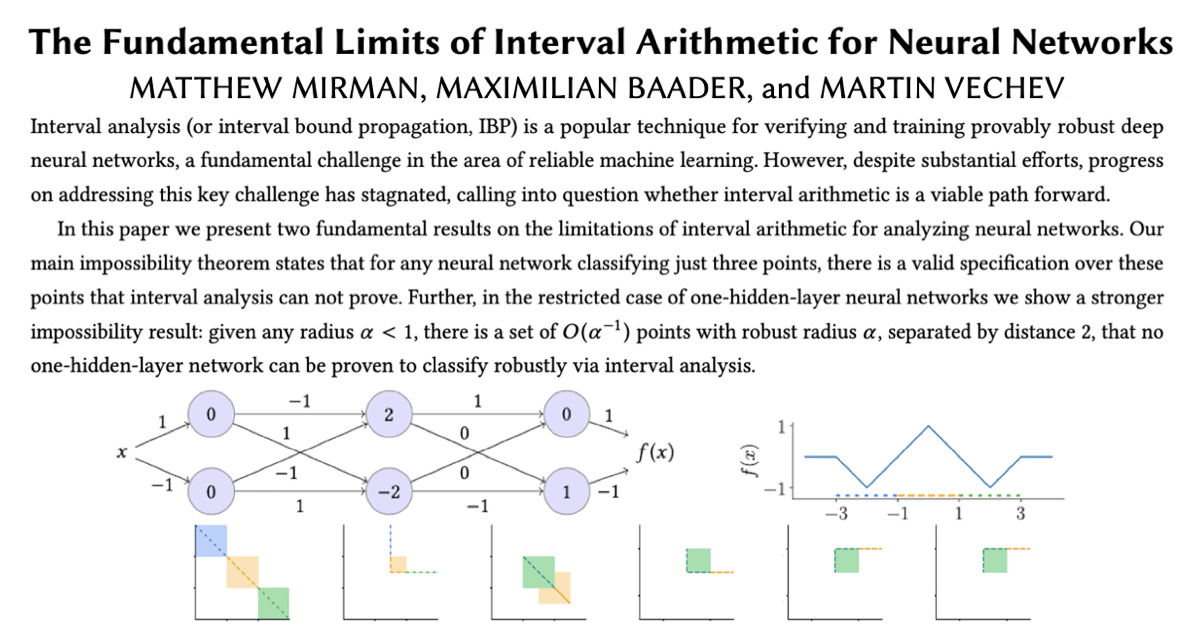 The Fundamental Limits of Interval Arithmetic for Neural Networks
MATTHEW MIRMAN, MAXIMILIAN BAADER, and MARTIN VECHEV
Interval analysis (or interval bound propagation, IBP) is a popular technique for verifying and training provably robust deep
neural networks, a fundamental challenge in the area of reliable machine learning. However, despite substantial efforts, progress
on addressing this key challenge has stagnated, calling into question whether interval arithmetic is a viable path forward.
In this paper we present two fundamental results on the limitations of interval arithmetic for analyzing neural networks. Our
main impossibility theorem states that for any neural network classifying just three points, there is a valid specification over these
points that interval analysis can not prove. Further, in the restricted case of one-hidden-layer neural networks we show a stronger
impossibility result: given any radius α < 1, there is a set of O(α⁻¹) points with robust radius α, separated by distance 2, that no
one-hidden-layer network can be proven to classify robustly via interval analysis.
x
1
−1
0
0
−1
1
−1
1
2
−2
1
0
0
−1
0
1
1
−1
f(x)
f(x)
1
−1
−3 −1 1 3